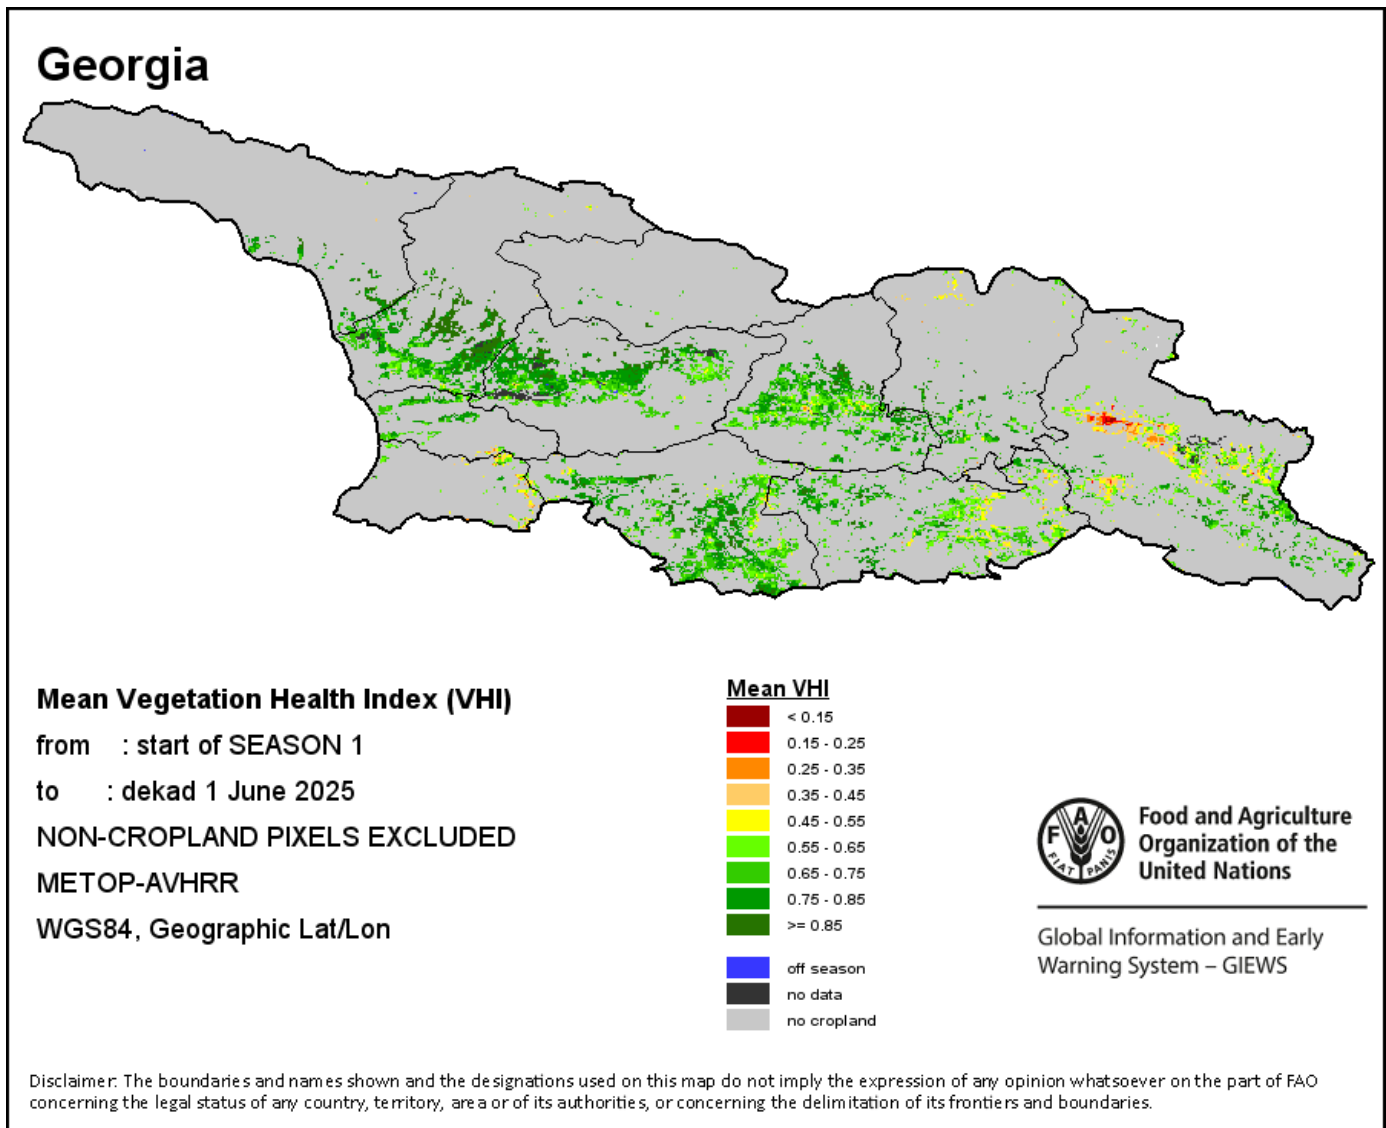 Georgia
Mean Vegetation Health Index (VHI)
from : start of SEASON 1
to : dekad 1 June 2025
NON-CROPLAND PIXELS EXCLUDED
METOP-AVHRR
WGS84, Geographic Lat/Lon
Mean VHI
< 0.15
0.15 - 0.25
0.25 - 0.35
0.35 - 0.45
0.45 - 0.55
0.55 - 0.65
0.65 - 0.75
0.75 - 0.85
>= 0.85
off season
no data
no cropland
F A O
FIAT PANIS
Food and Agriculture
Organization of the
United Nations
Global Information and Early
Warning System – GIEWS
Disclaimer: The boundaries and names shown and the designations used on this map do not imply the expression of any opinion whatsoever on the part of FAO
concerning the legal status of any country, territory, area or of its authorities, or concerning the delimitation of its frontiers and boundaries.